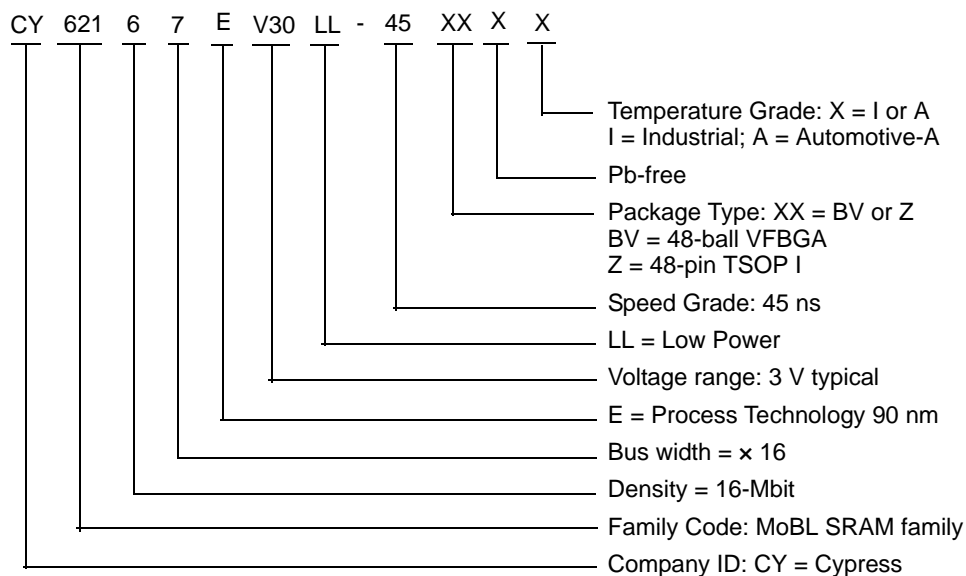 CY 621 6 7 E V30 LL - 45 XX X X
Temperature Grade: X = I or A
I = Industrial; A = Automotive-A
Pb-free
Package Type: XX = BV or Z
BV = 48-ball VFBGA
Z = 48-pin TSOP I
Speed Grade: 45 ns
LL = Low Power
Voltage range: 3 V typical
E = Process Technology 90 nm
Bus width = × 16
Density = 16-Mbit
Family Code: MoBL SRAM family
Company ID: CY = Cypress